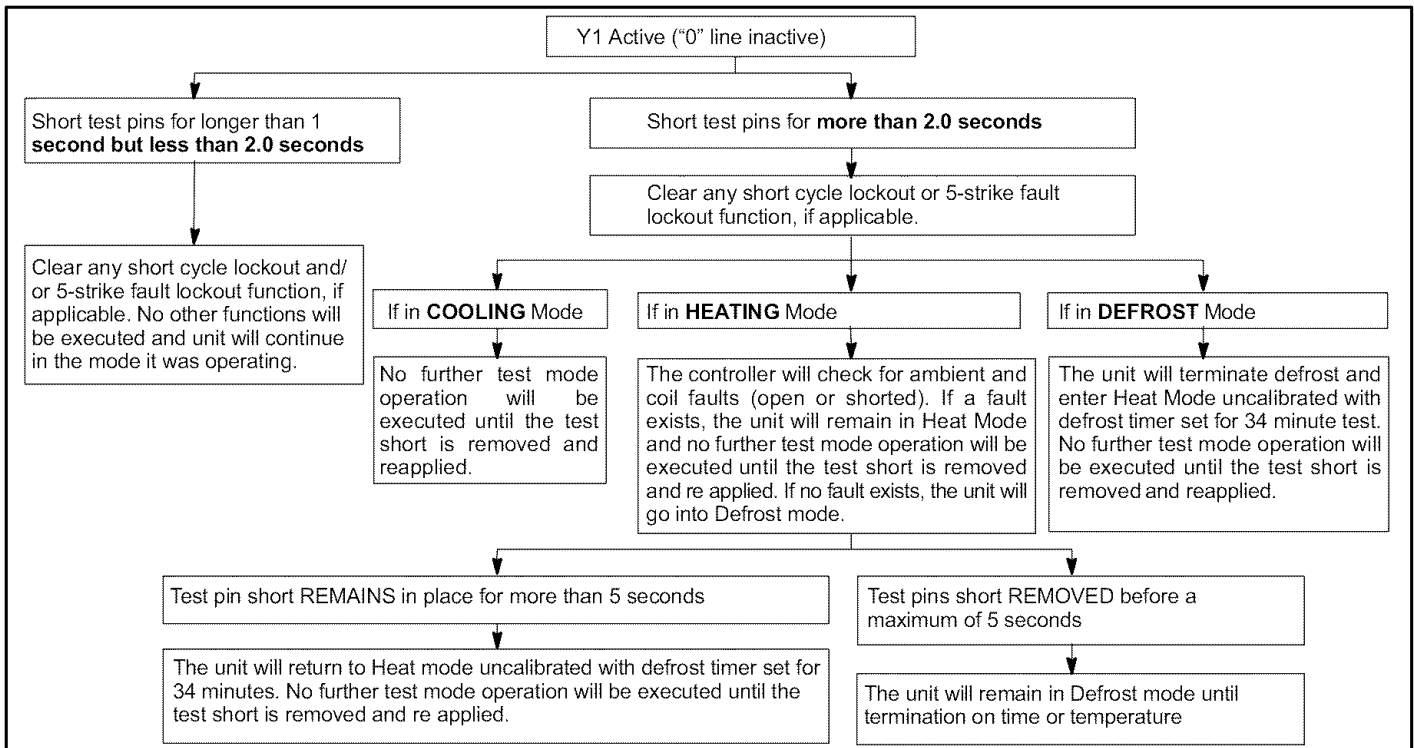 Y1 Active (“0” line inactive)
Short test pins for longer than 1
second but less than 2.0 seconds
Short test pins for more than 2.0 seconds
Clear any short cycle lockout or 5-strike fault
lockout function, if applicable.
Clear any short cycle lockout and/
or 5-strike fault lockout function, if
applicable. No other functions will
be executed and unit will continue
in the mode it was operating.
If in COOLING Mode
If in HEATING Mode
If in DEFROST Mode
No further test mode
operation will be
executed until the test
short is removed and
reapplied.
The controller will check for ambient and
coil faults (open or shorted). If a fault
exists, the unit will remain in Heat Mode
and no further test mode operation will be
executed until the test short is removed
and re applied. If no fault exists, the unit will
go into Defrost mode.
The unit will terminate defrost and
enter Heat Mode uncalibrated with
defrost timer set for 34 minute test.
No further test mode operation will
be executed until the test short is
removed and reapplied.
Test pin short REMAINS in place for more than 5 seconds
Test pins short REMOVED before a
maximum of 5 seconds
The unit will return to Heat mode uncalibrated with defrost timer set for
34 minutes. No further test mode operation will be executed until the
test short is removed and re applied.
The unit will remain in Defrost mode until
termination on time or temperature